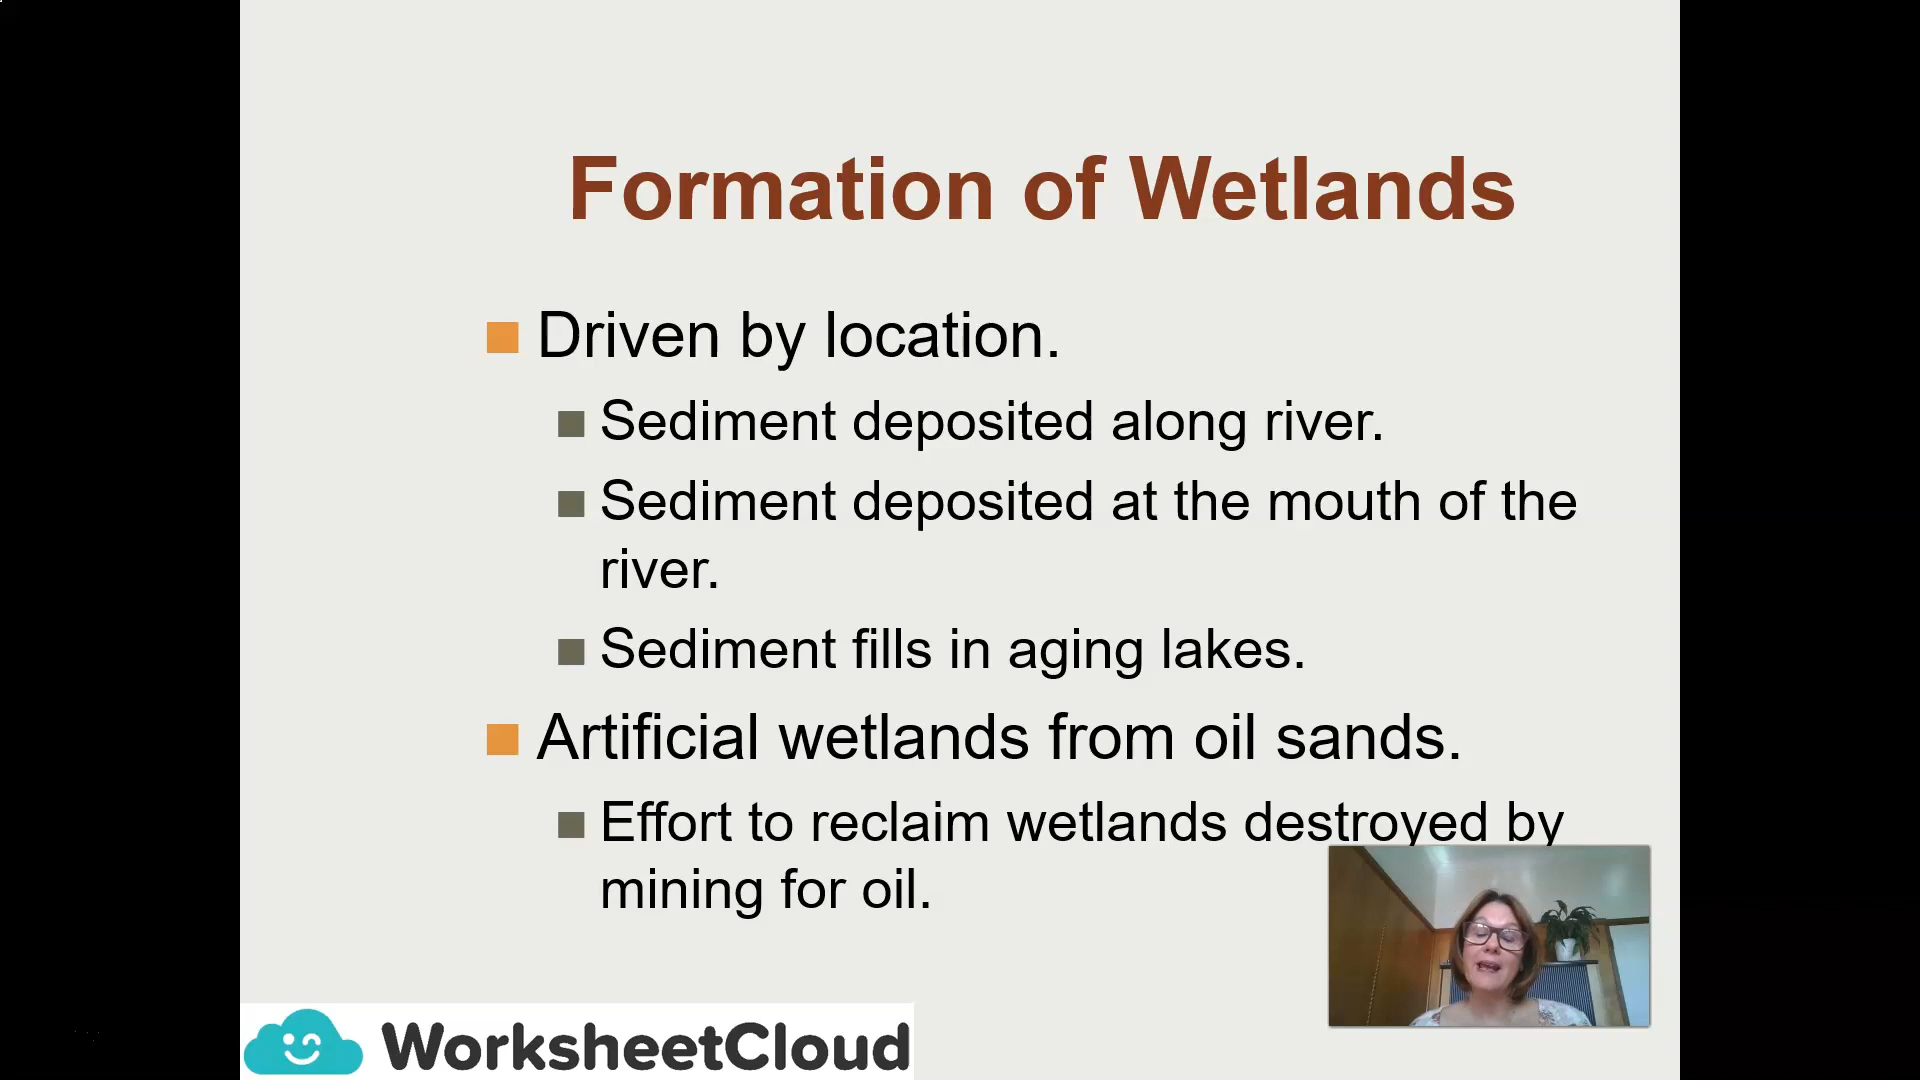 Formation of Wetlands
Driven by location.
Sediment deposited along river.
Sediment deposited at the mouth of the
river.
Sediment fills in aging lakes.
Artificial wetlands from oil sands.
Effort to reclaim wetlands destroyed by
mining for oil.
WorksheetCloud